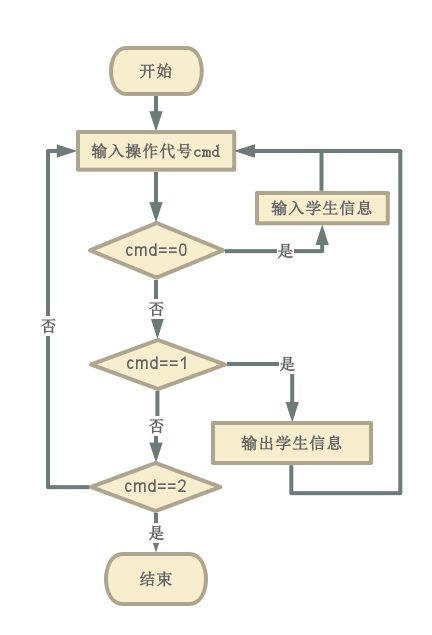 开始
输入操作代号cmd
输入学生信息
cmd==0
是
否
否
cmd==1
是
否
输出学生信息
cmd==2
是
结束